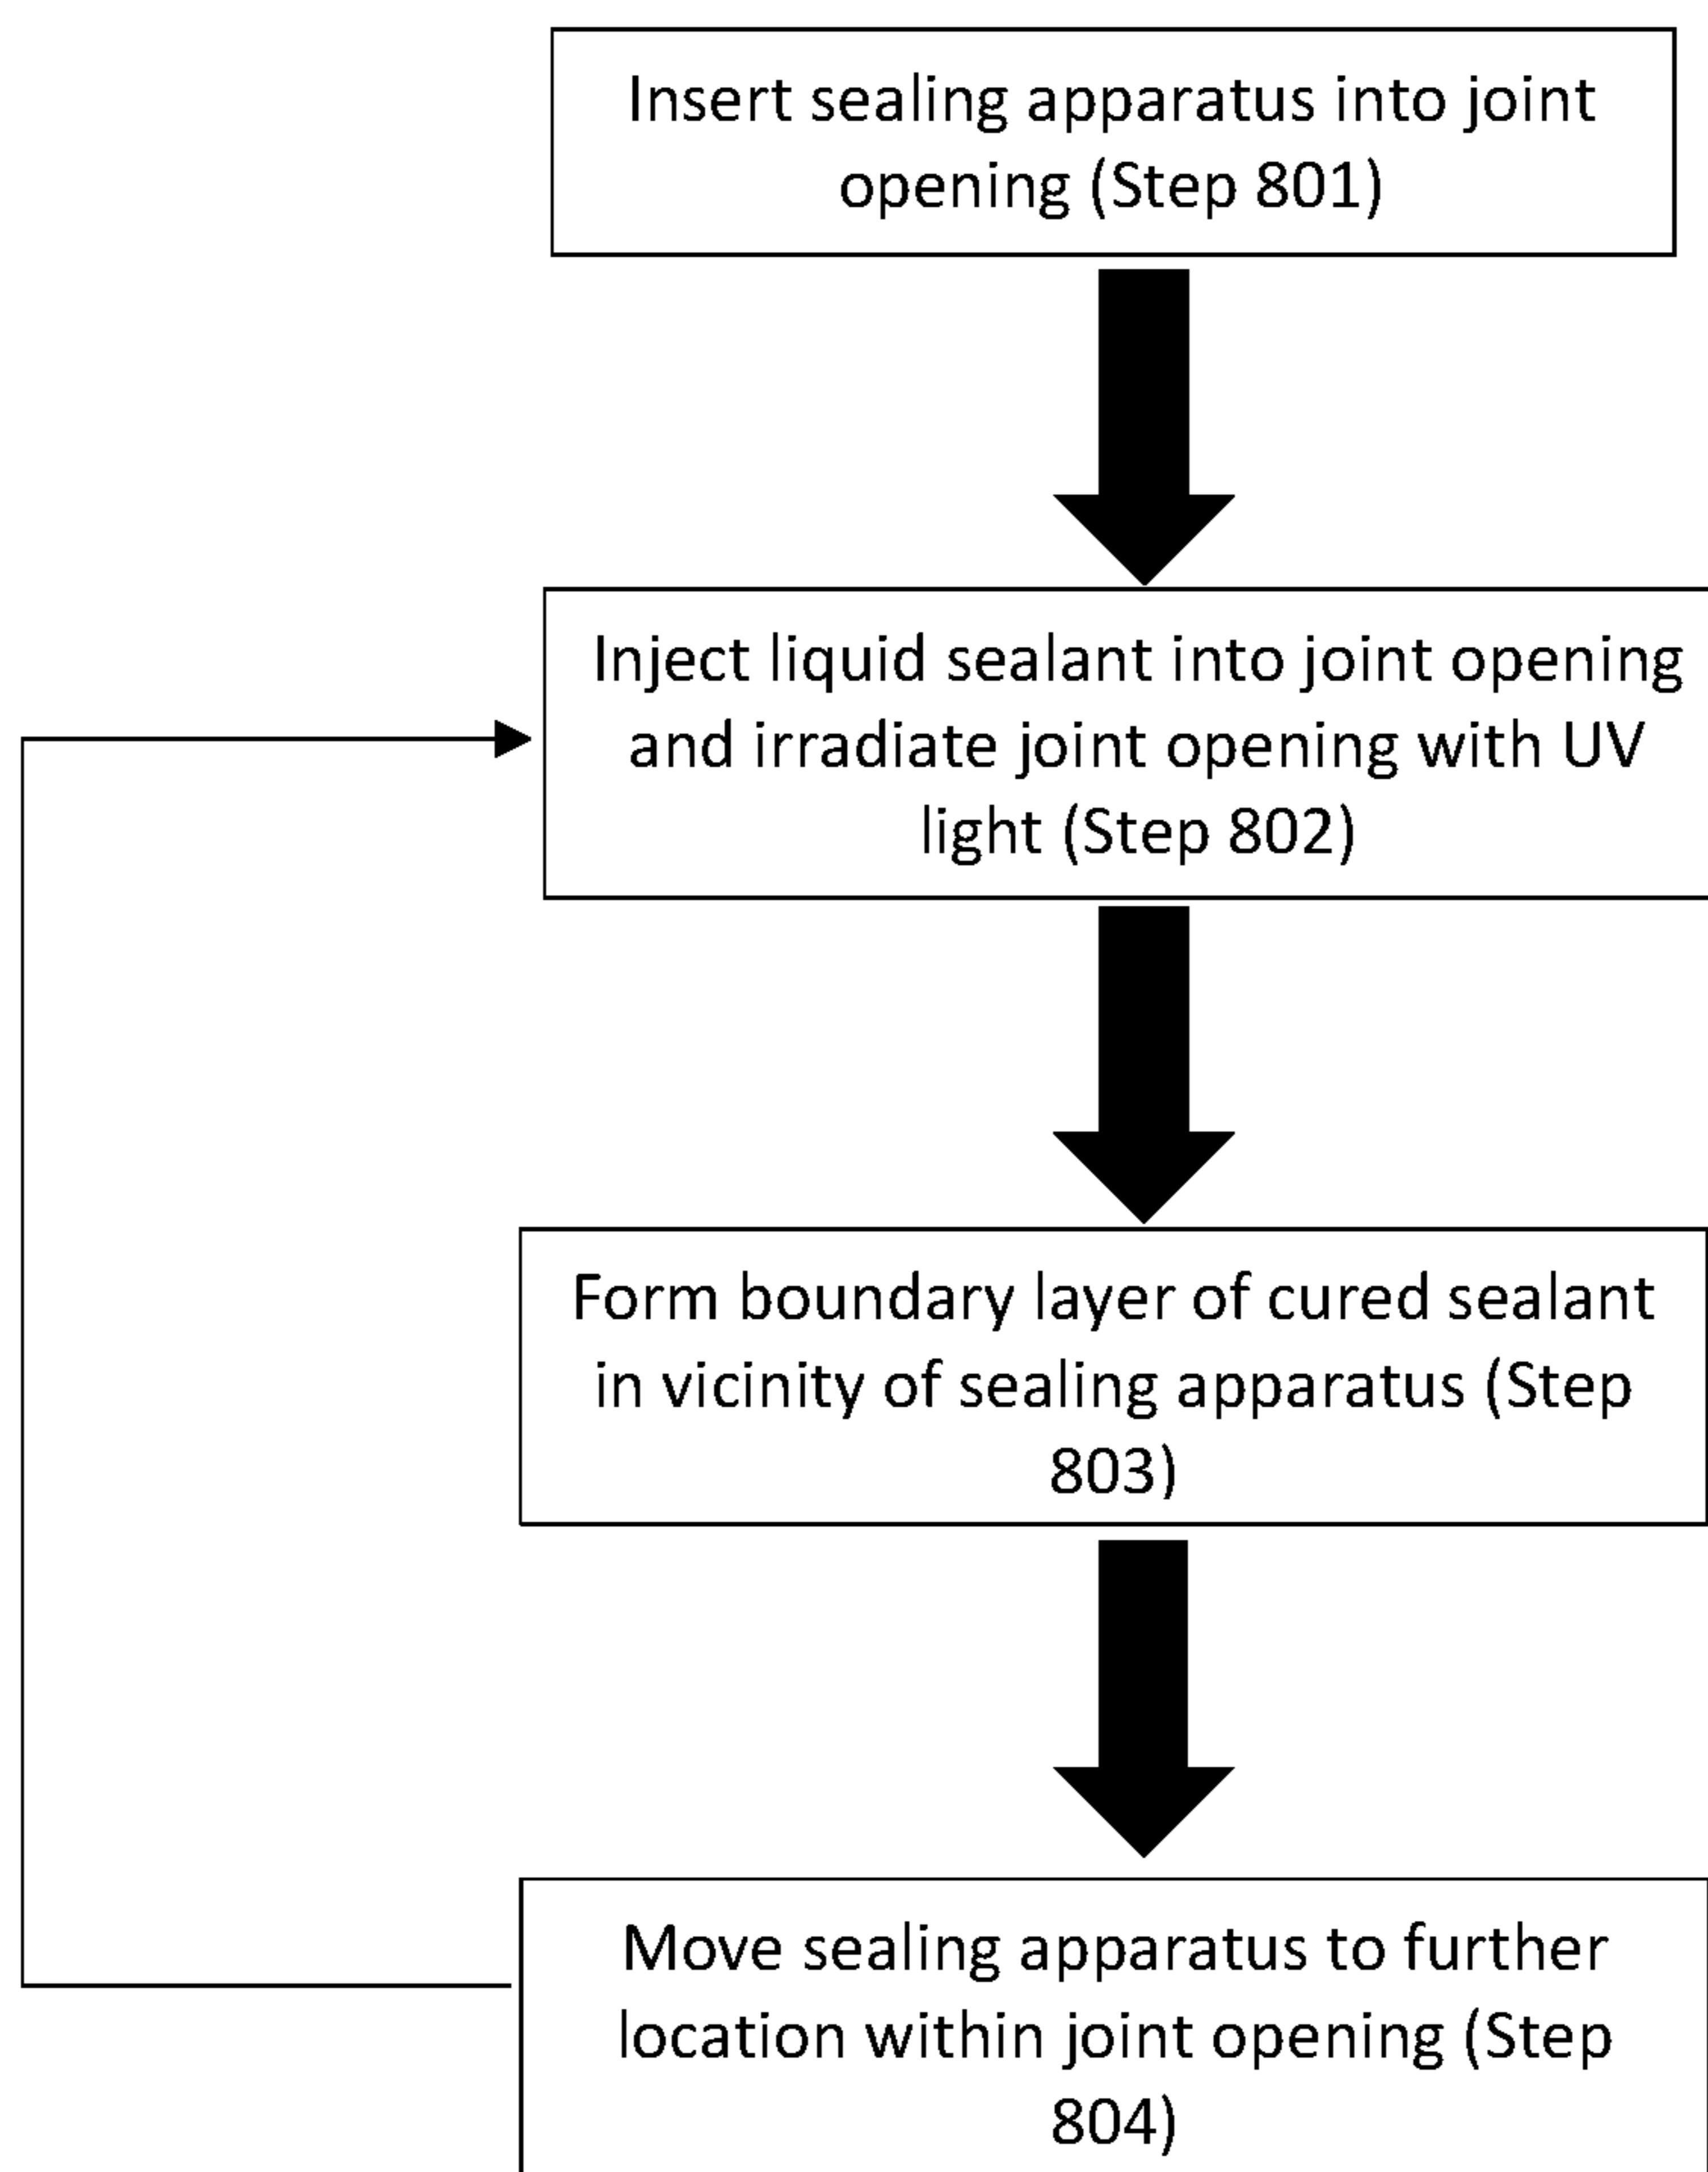 Insert sealing apparatus into joint
opening (Step 801)
Inject liquid sealant into joint opening
and irradiate joint opening with UV
light (Step 802)
Form boundary layer of cured sealant
in vicinity of sealing apparatus (Step
803)
Move sealing apparatus to further
location within joint opening (Step
804)